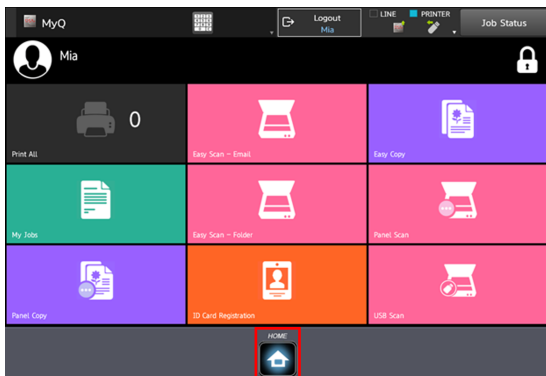 MyQ
Logout
Mia
LINE
PRINTER
Job Status
Mia
0
Print All
Easy Scan - Email
Easy Copy
My Jobs
Easy Scan - Folder
Panel Scan
Panel Copy
ID Card Registration
USB Scan
HOME